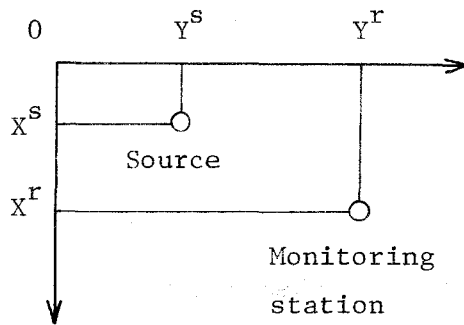 0 Y^s Y^r
X^s
Source
X^r
Monitoring
station